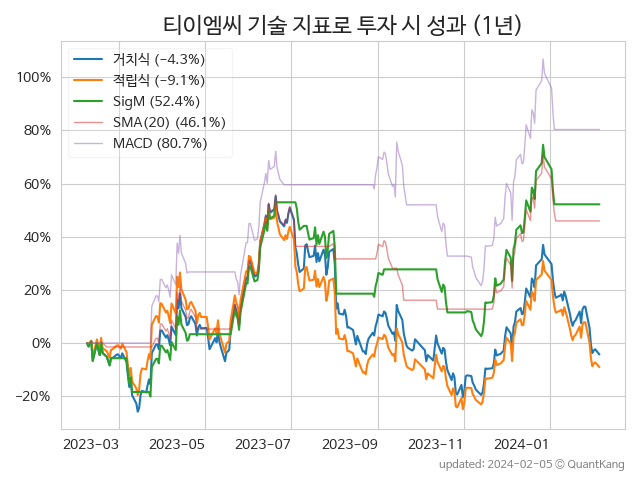 티이엠씨 기술 지표로 투자 시 성과 (1년)
거치식 (−4.3%)
적립식 (−9.1%)
SigM (52.4%)
SMA(20) (46.1%)
MACD (80.7%)
100%
80%
60%
40%
20%
0%
−20%
2023-03
2023-05
2023-07
2023-09
2023-11
2024-01
updated: 2024-02-05 © QuantKang